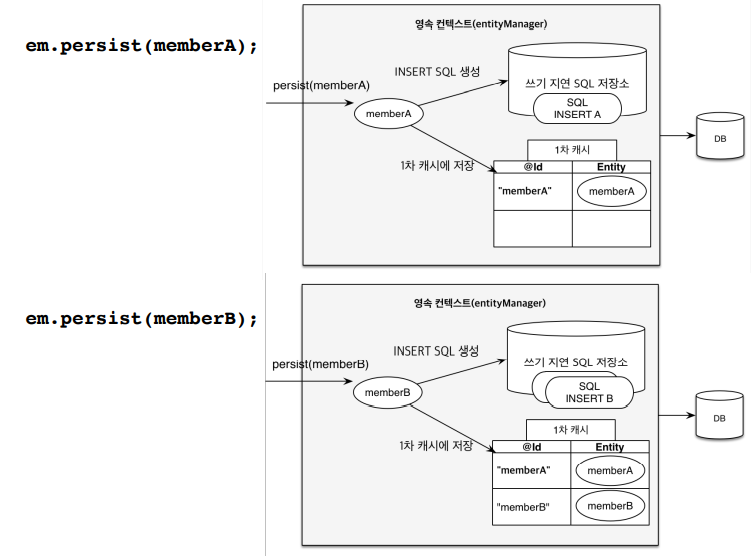 em.persist(memberA);
영속 컨텍스트(entityManager)
INSERT SQL 생성
persist(memberA)
쓰기 지연 SQL 저장소
SQL
INSERT A
memberA
DB
1차 캐시
1차 캐시에 저장
@Id
Entity
"memberA"
memberA
em.persist(memberB);
영속 컨텍스트(entityManager)
INSERT SQL 생성
persist(memberB)
쓰기 지연 SQL 저장소
SQL
INSERT B
memberB
DB
1차 캐시
1차 캐시에 저장
@Id
Entity
"memberA"
memberA
"memberB"
memberB